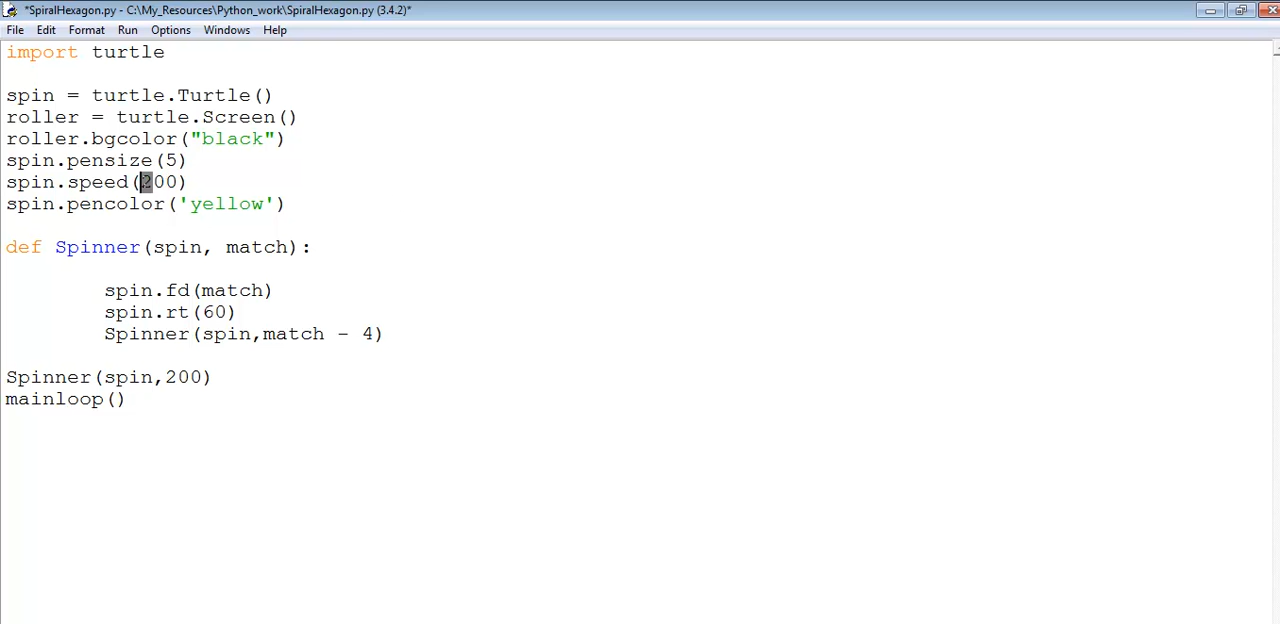 *SpiralHexagon.py - C:\My_Resources\Python_work\SpiralHexagon.py (3.4.2)*
File Edit Format Run Options Windows Help
import turtle
spin = turtle.Turtle()
roller = turtle.Screen()
roller.bgcolor("black")
spin.pensize(5)
spin.speed(200)
spin.pencolor('yellow')
def Spinner(spin, match):
spin.fd(match)
spin.rt(60)
Spinner(spin,match - 4)
Spinner(spin,200)
mainloop()